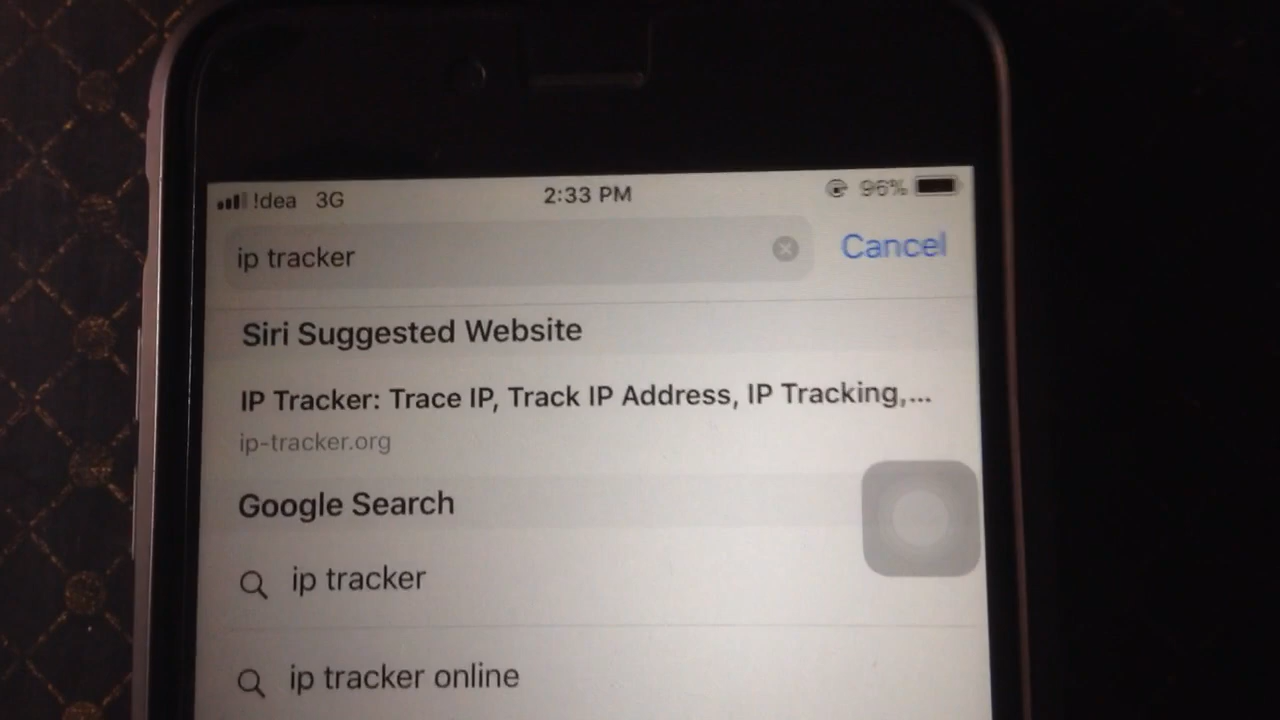 !dea 3G 2:33 PM 96%
ip tracker Cancel
Siri Suggested Website
IP Tracker: Trace IP, Track IP Address, IP Tracking,...
ip-tracker.org
Google Search
ip tracker
ip tracker online